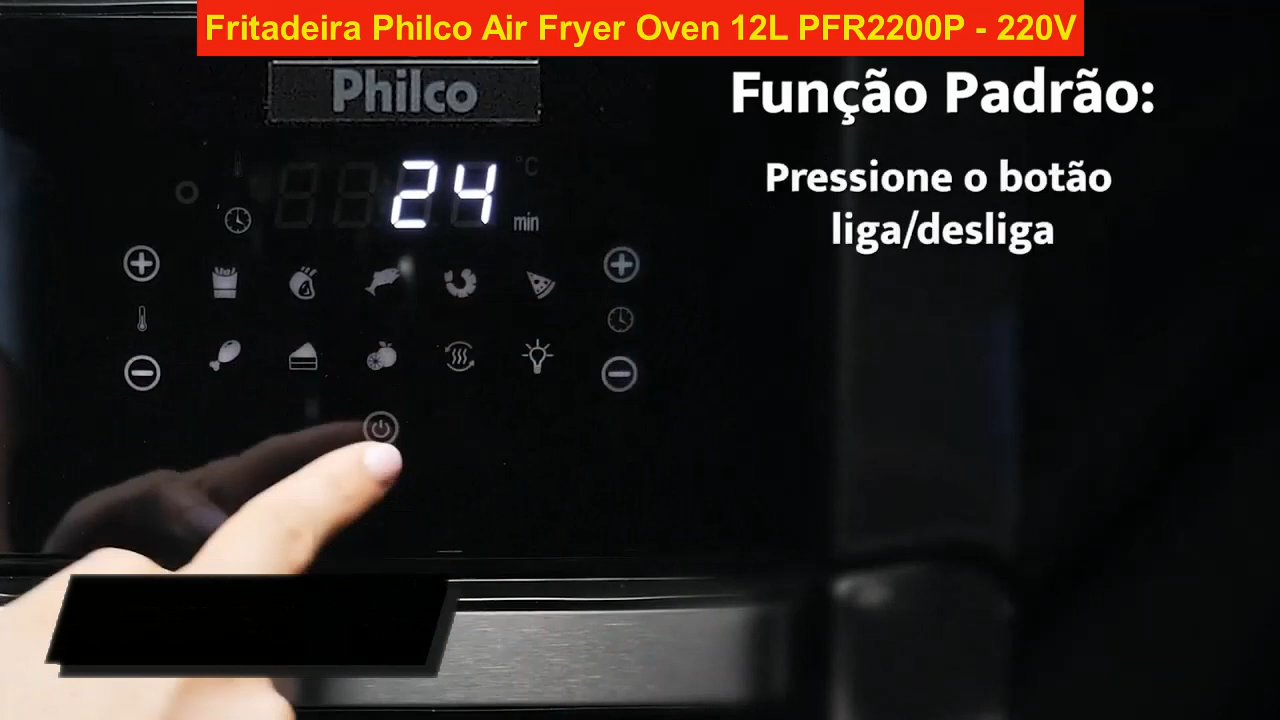 Fritadeira Philco Air Fryer Oven 12L PFR2200P - 220V
Philco
Função Padrão:
Pressione o botão
liga/desliga
°C
24
min